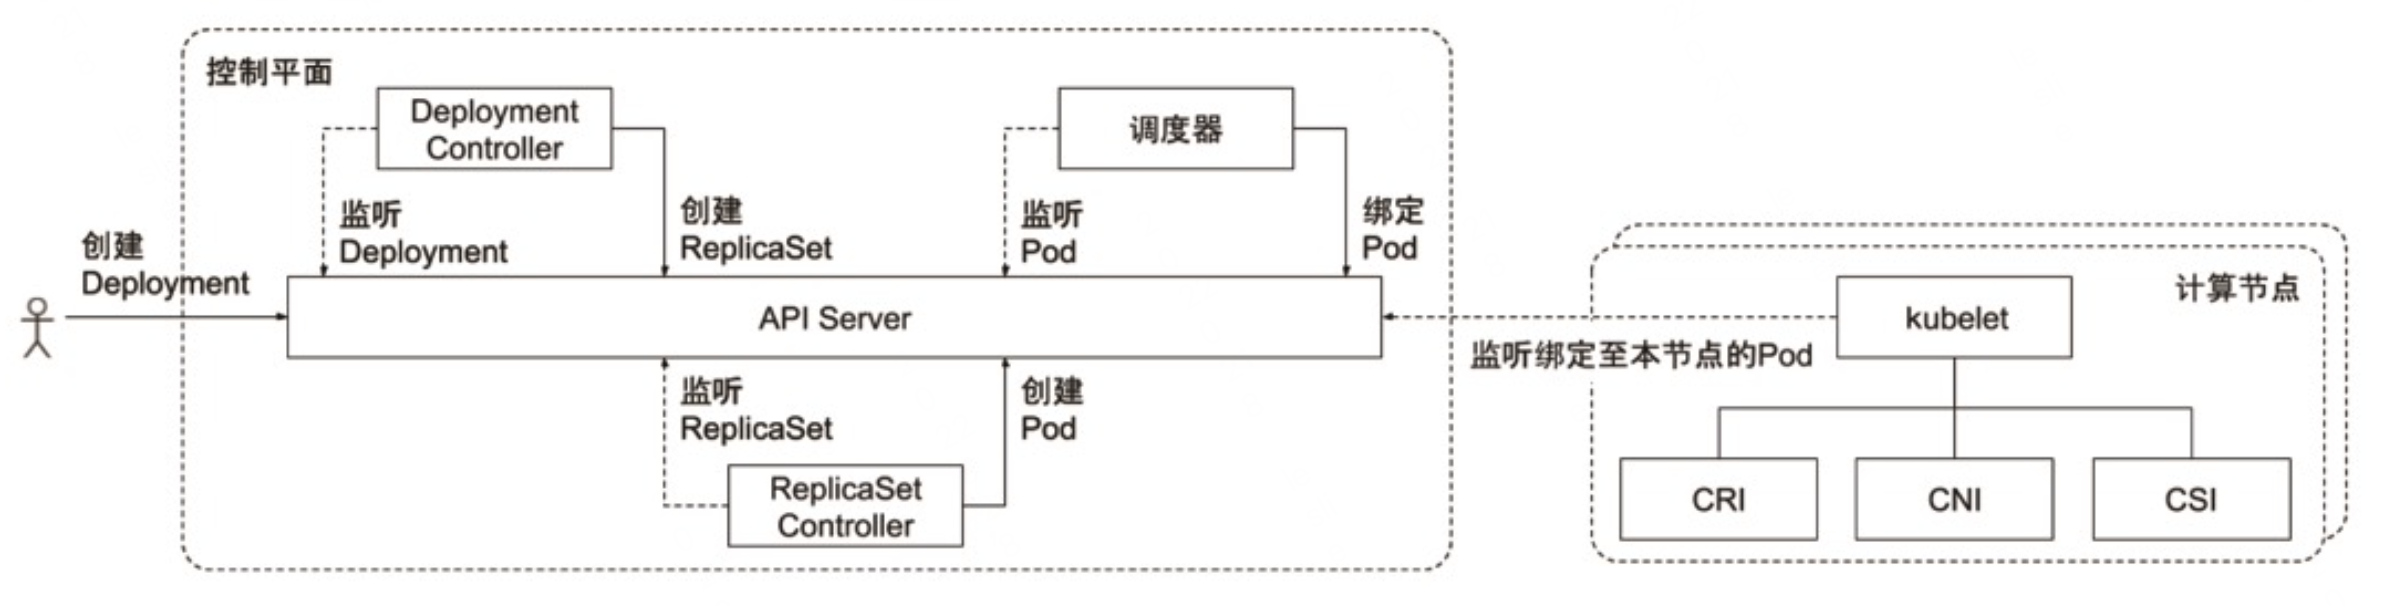 控制平面
Deployment
Controller
调度器
监听
Deployment
创建
ReplicaSet
监听
Pod
绑定
Pod
创建
Deployment
API Server
计算节点
kubelet
监听绑定至本节点的Pod
监听
ReplicaSet
创建
Pod
ReplicaSet
Controller
CRI
CNI
CSI